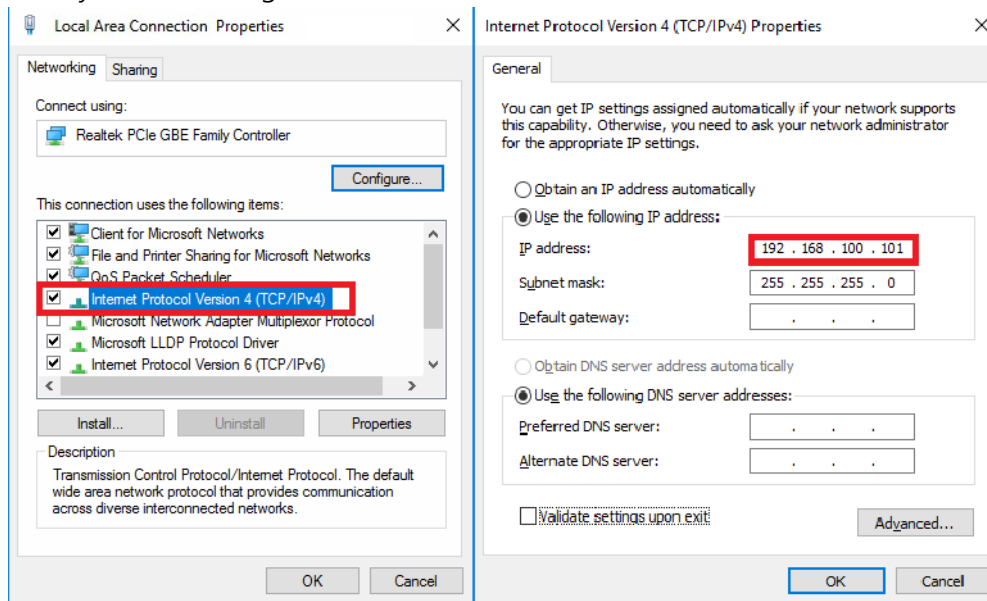 Local Area Connection Properties
Networking Sharing
Connect using:
Realtek PCIe GBE Family Controller
Configure...
This connection uses the following items:
Client for Microsoft Networks
File and Printer Sharing for Microsoft Networks
QoS Packet Scheduler
Internet Protocol Version 4 (TCP/IPv4)
Microsoft Network Adapter Multiplexor Protocol
Microsoft LLDP Protocol Driver
Internet Protocol Version 6 (TCP/IPv6)
Install... Uninstall Properties
Description
Transmission Control Protocol/Internet Protocol. The default
wide area network protocol that provides communication
across diverse interconnected networks.
OK Cancel
Internet Protocol Version 4 (TCP/IPv4) Properties
General
You can get IP settings assigned automatically if your network supports
this capability. Otherwise, you need to ask your network administrator
for the appropriate IP settings.
Obtain an IP address automatically
Use the following IP address:
IP address: 192 . 168 . 100 . 101
Subnet mask: 255 . 255 . 255 . 0
Default gateway: . . .
Obtain DNS server address automatically
Use the following DNS server addresses:
Preferred DNS server: . . .
Alternate DNS server: . . .
Validate settings upon exit
Advanced...
OK Cancel